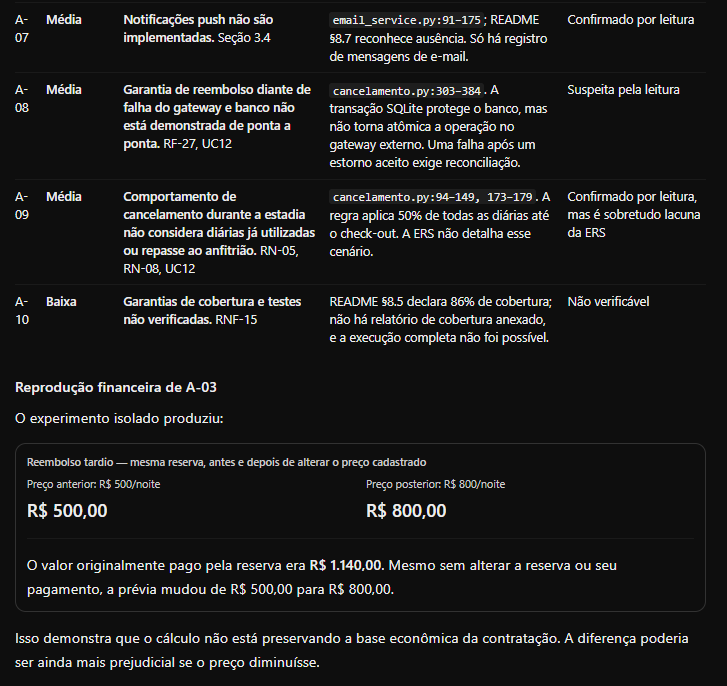 A-
07
Média
Notificações push não são
implementadas. Seção 3.4
email_service.py:91-175; README
§8.7 reconhece ausência. Só há registro
de mensagens de e-mail.
Confirmado por leitura
A-
08
Média
Garantia de reembolso diante de
falha do gateway e banco não
está demonstrada de ponta a
ponta. RF-27, UC12
cancelamento.py:303-384. A
transação SQLite protege o banco, mas
não torna atômica a operação no
gateway externo. Uma falha após um
estorno aceito exige reconciliação.
Suspeita pela leitura
A-
09
Média
Comportamento de
cancelamento durante a estadia
não considera diárias já utilizadas
ou repasse ao anfitrião. RN-05,
RN-08, UC12
cancelamento.py:94-149, 173-179. A
regra aplica 50% de todas as diárias até
o check-out. A ERS não detalha esse
cenário.
Confirmado por leitura,
mas é sobretudo lacuna
da ERS
A-
10
Baixa
Garantias de cobertura e testes
não verificadas. RNF-15
README §8.5 declara 86% de cobertura;
não há relatório de cobertura anexado,
e a execução completa não foi possível.
Não verificável
Reprodução financeira de A-03
O experimento isolado produziu:
Reembolso tardio — mesma reserva, antes e depois de alterar o preço cadastrado
Preço anterior: R$ 500/noite
R$ 500,00
Preço posterior: R$ 800/noite
R$ 800,00
O valor originalmente pago pela reserva era R$ 1.140,00. Mesmo sem alterar a reserva ou seu
pagamento, a prévia mudou de R$ 500,00 para R$ 800,00.
Isso demonstra que o cálculo não está preservando a base econômica da contratação. A diferença poderia
ser ainda mais prejudicial se o preço diminuísse.